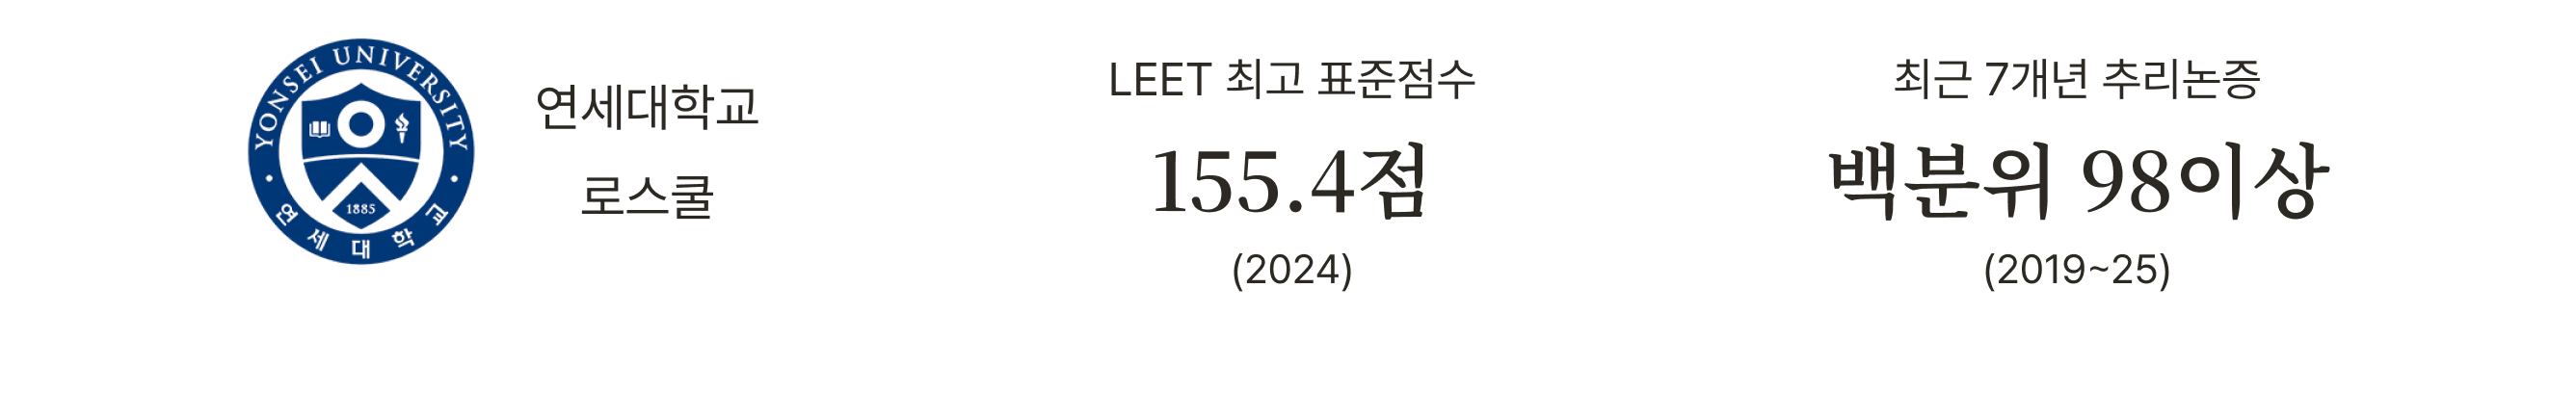 YONSEI UNIVERSITY
1885
연세대학교
연세대학교
로스쿨
LEET 최고 표준점수
155.4점
(2024)
최근 7개년 추리논증
백분위 98이상
(2019~25)